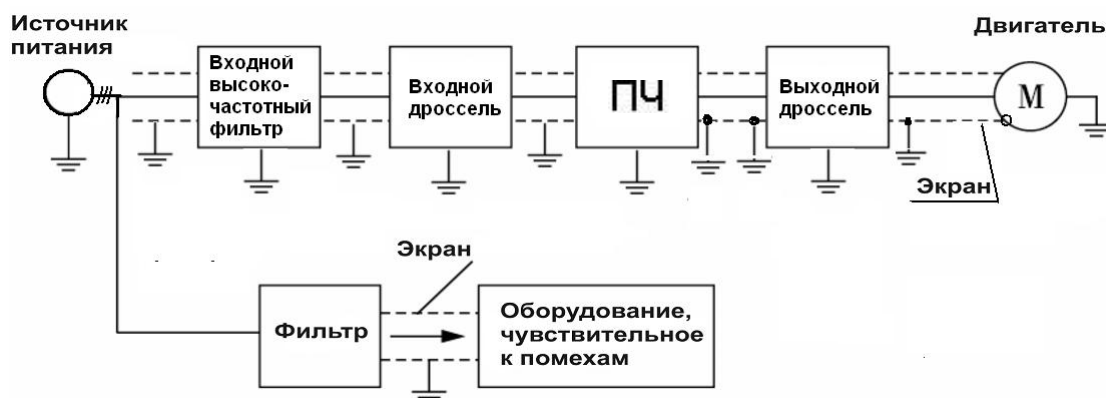 Источник
питания
Двигатель
Входной
высоко-
частотный
фильтр
Входной
дроссель
ПЧ
Выходной
дроссель
М
Экран
Экран
Фильтр
Оборудование,
чувствительное
к помехам